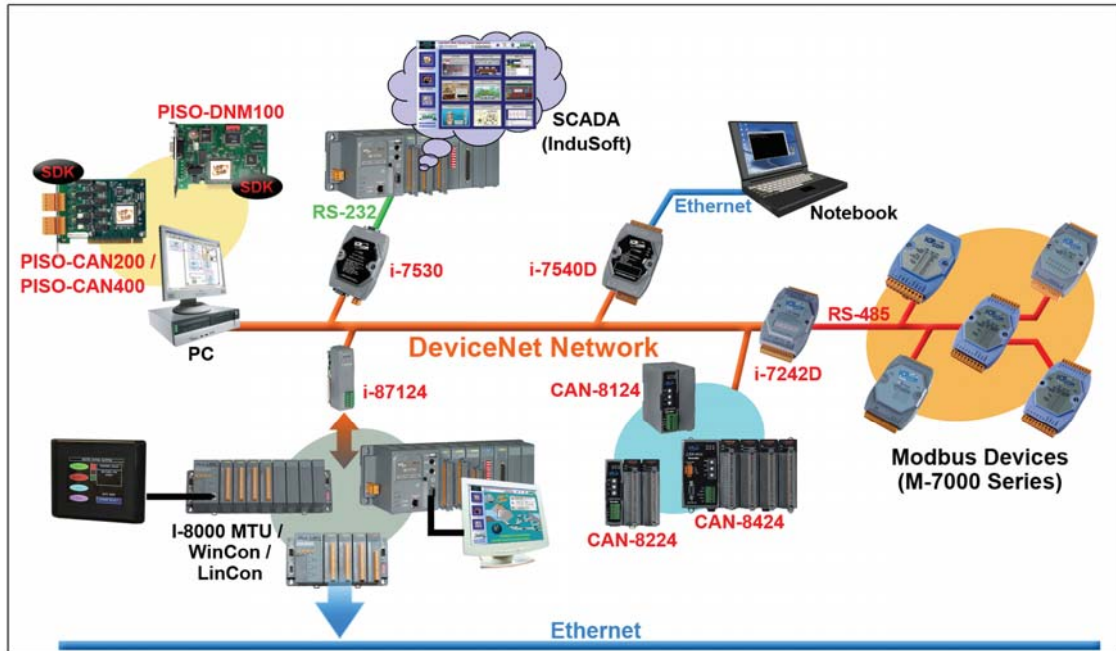 PISO-DNM100
SDK
SDK
PISO-CAN200 /
PISO-CAN400
PC
SCADA
(InduSoft)
RS-232
i-7530
Ethernet
Notebook
i-7540D
RS-485
DeviceNet Network
i-7242D
i-87124
CAN-8124
CAN-8224
CAN-8424
Modbus Devices
(M-7000 Series)
I-8000 MTU /
WinCon /
LinCon
Ethernet